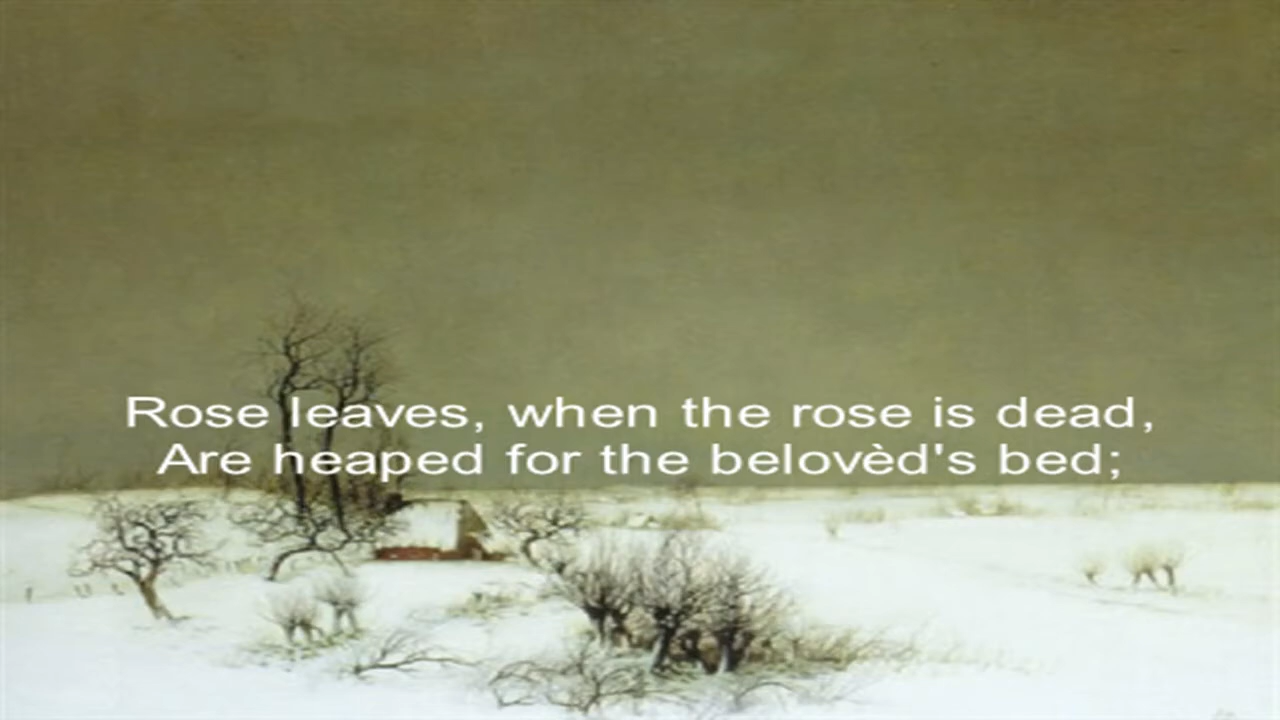 Rose leaves, when the rose is dead,
Are heaped for the belovèd's bed;